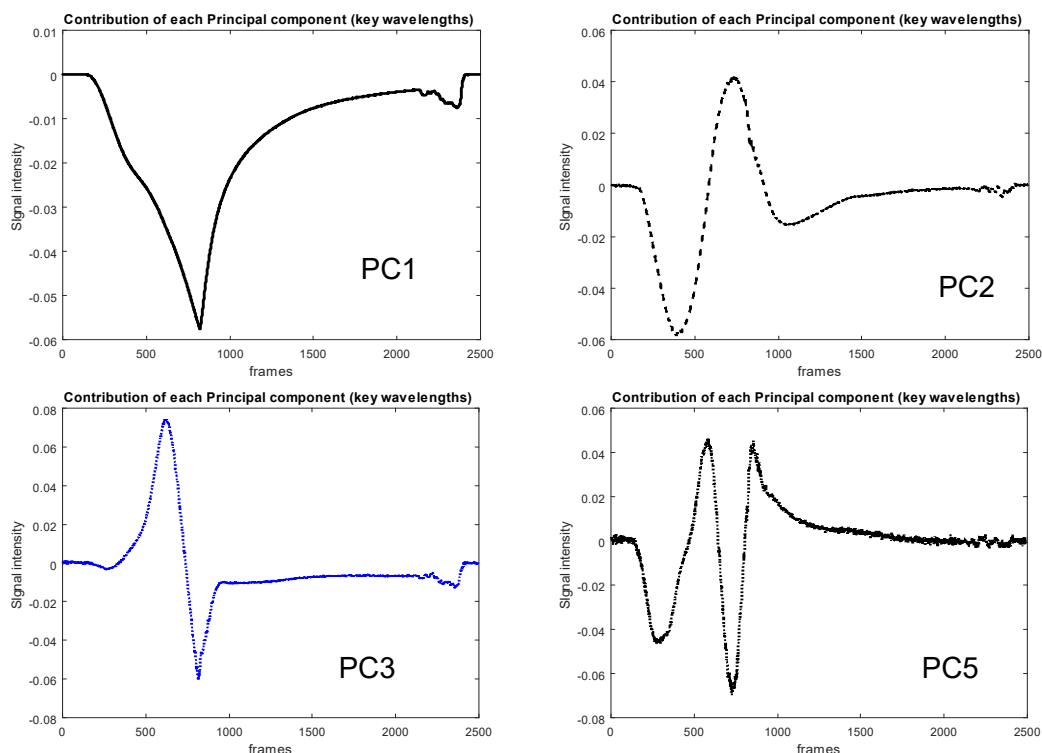 Contribution of each Principal component (key wavelengths)
0.01
0
-0.01
-0.02
-0.03
-0.04
-0.05
-0.06
SIgnal intensity
PC1
0 500 1000 1500 2000 2500
frames
Contribution of each Principal component (key wavelengths)
0.06
0.04
0.02
0
-0.02
-0.04
-0.06
SIgnal intensity
PC2
0 500 1000 1500 2000 2500
frames
Contribution of each Principal component (key wavelengths)
0.08
0.06
0.04
0.02
0
-0.02
-0.04
-0.06
-0.08
SIgnal intensity
PC3
0 500 1000 1500 2000 2500
frames
Contribution of each Principal component (key wavelengths)
0.06
0.04
0.02
0
-0.02
-0.04
-0.06
-0.08
SIgnal intensity
PC5
0 500 1000 1500 2000 2500
frames